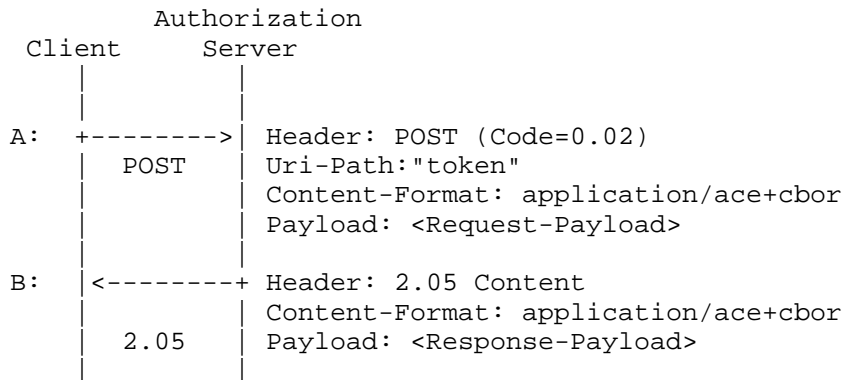 Authorization
Client Server
A: +-------->| Header: POST (Code=0.02)
| POST | Uri-Path:"token"
| | Content-Format: application/ace+cbor
| | Payload: <Request-Payload>
B: |<--------+ Header: 2.05 Content
| | Content-Format: application/ace+cbor
| 2.05 | Payload: <Response-Payload>